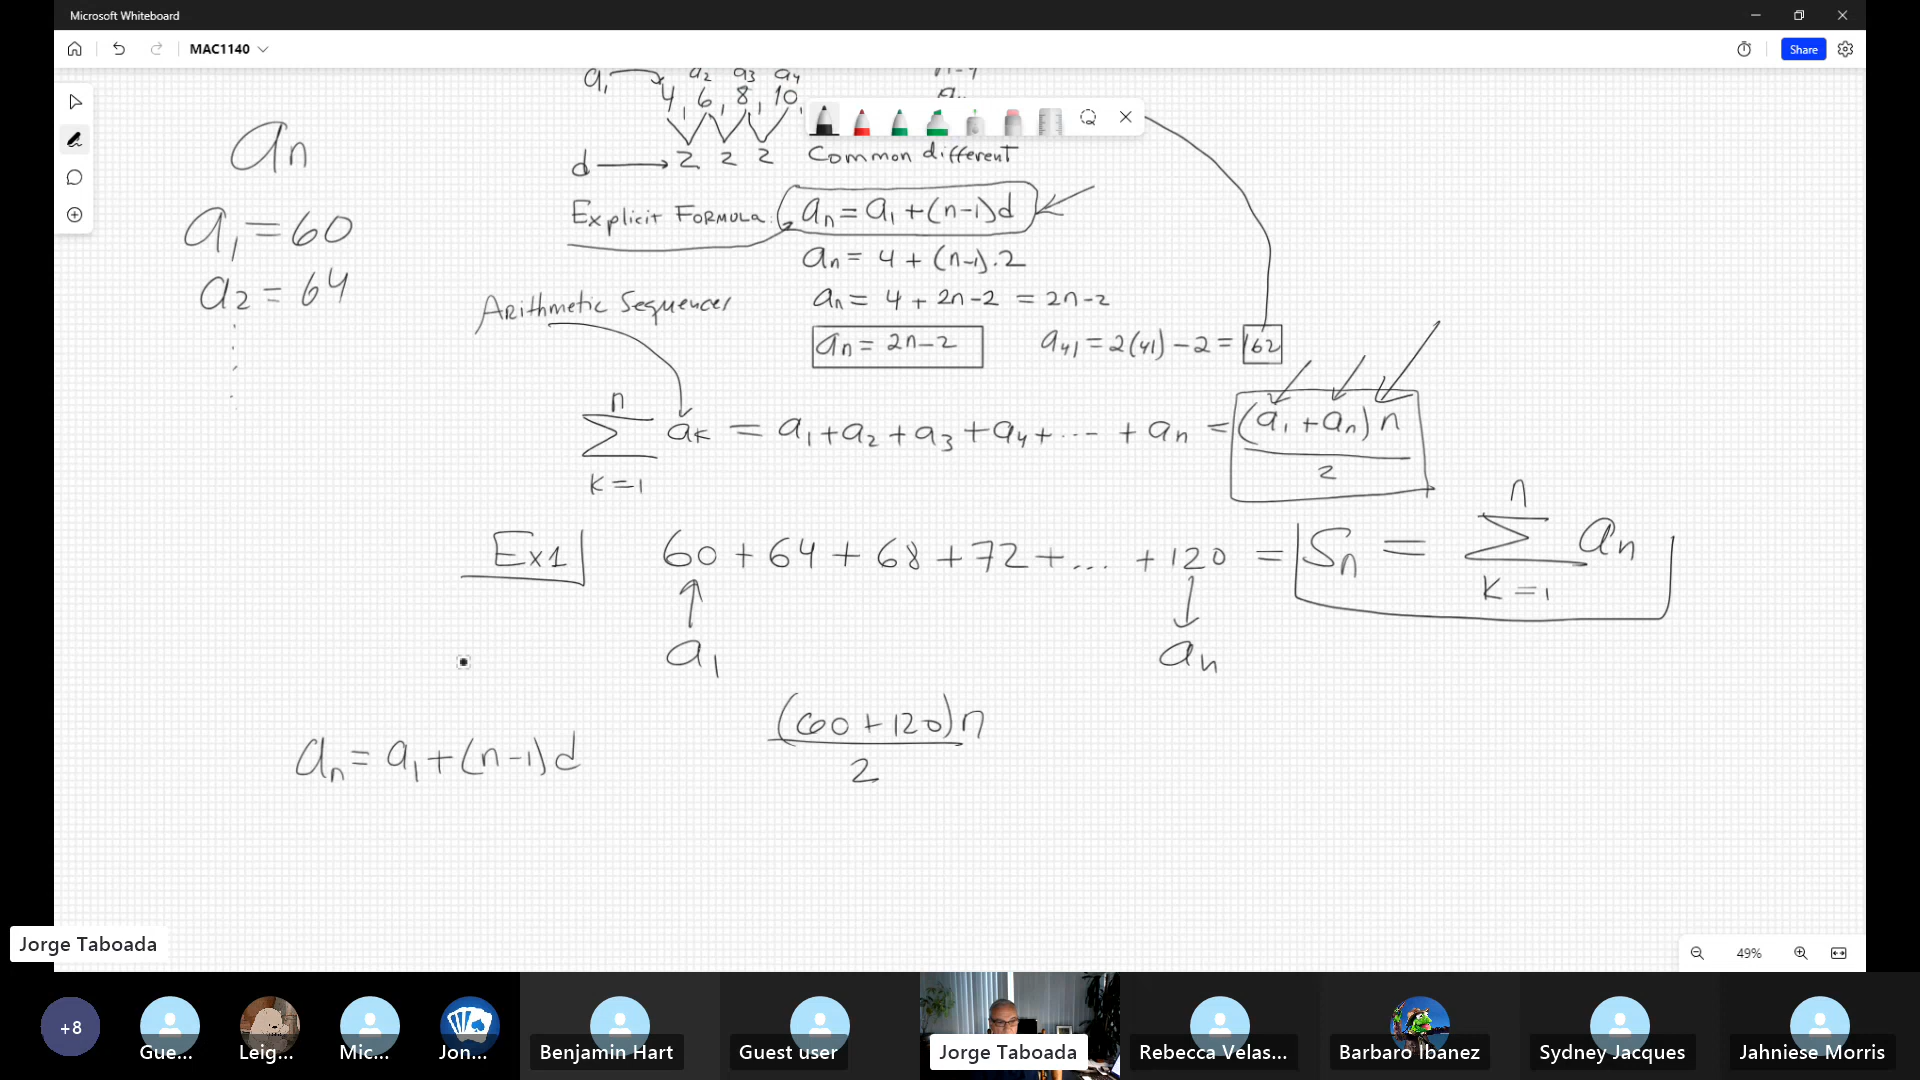 Microsoft Whiteboard
MAC1140
Share
a₁ a₂ a₃ a₄
4, 6, 8, 10,
d → 2 2 2 Common different
Explicit FORMULA: aₙ = a₁ + (n-1)d
aₙ = 4 + (n-1).2
aₙ = 4 + 2n-2 = 2n-2
aₙ = 2n-2 a₄₁ = 2(41) - 2 = 162
aₙ
a₁ = 60
a₂ = 64
Arithmetic Sequences
n
∑ aₖ = a₁ + a₂ + a₃ + a₄ + ... + aₙ = (a₁ + aₙ) n
2
K = 1
Ex1 60 + 64 + 68 + 72 + ... + 120 = Sₙ = ∑ aₙ
n
K = 1
a₁ aₙ
aₙ = a₁ + (n-1)d
(60 + 120) n
2
49%
Jorge Taboada
+8
Gue...
Leig...
Mic...
Jon...
Benjamin Hart
Guest user
Jorge Taboada
Rebecca Velas...
Barbaro Ibanez
Sydney Jacques
Jahniese Morris